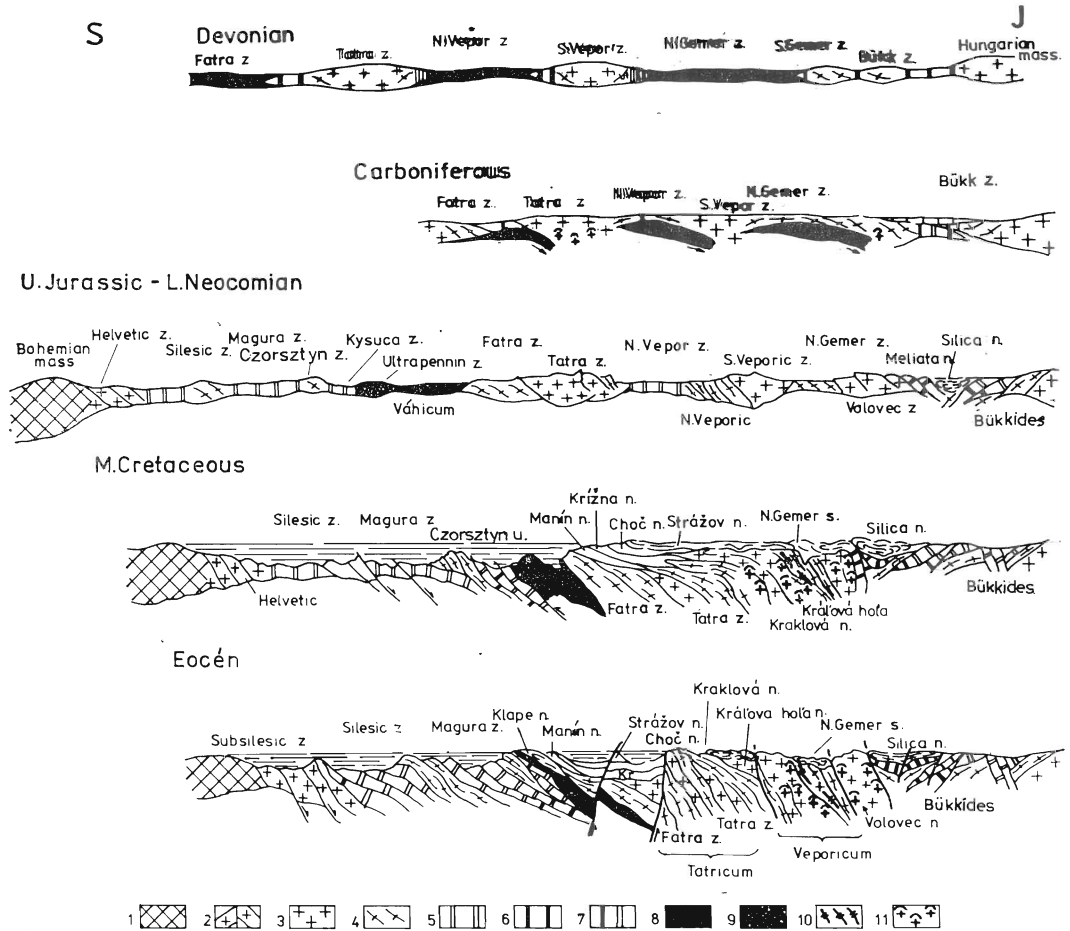 S
J
Devonian
Fatra z
Tatra z.
N.Vepor z
S.Vepor z.
N.Gemer z.
S.Gemer z.
Bükk z.
Hungarian
mass.
Carboniferous
Fatra z.
Tatra z
N.Vepor z.
S.Vepor z.
N.Gemer z.
Bükk z.
U.Jurassic - L.Neocomian
Bohemian
mass
Helvetic z.
Silesic z.
Magura z.
Czorsztyn z.
Kysuca z.
Ultrapennin z.
Váhicum
Fatra z.
Tatra z.
N.Vepor z.
N.Veporic
S.Veporic z.
N.Gemer z.
Valovec z
Meliata n.
Silica n.
Bükkides
M.Cretaceous
Silesic z.
Magura z
Czorsztyn u.
Helvetic
Manín n.
Krížna n.
Choč n.
Strážov n.
N.Gemer s.
Silica n.
Fatra z.
Tatra z.
Kraklová n.
Kráľová hoľa
Bükkides
Eocén
Subsilesic z
Silesic z
Magura z.
Klape n.
Manín n.
Strážov n.
Choč n.
Kraklová n.
Kráľova hoľa n.
N.Gemer s.
Silica n.
Kr.
Fatra z.
Tatra z
Tatricum
Veporicum
Volovec n
Bükkides
1 2 3 4 5 6 7 8 9 10 11